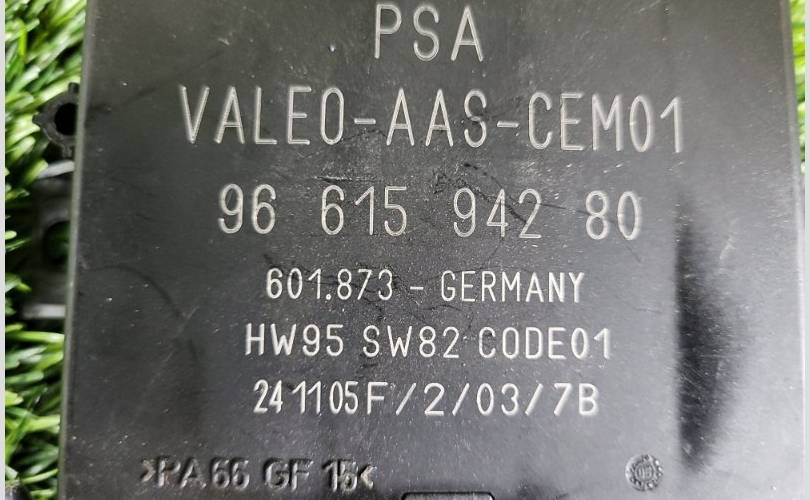 PSA
VALEO-AAS-CEM01
96 615 942 80
601.873 - GERMANY
HW95 SW82 CODE01
241105F/2/03/7B
>PA66 GF 15<